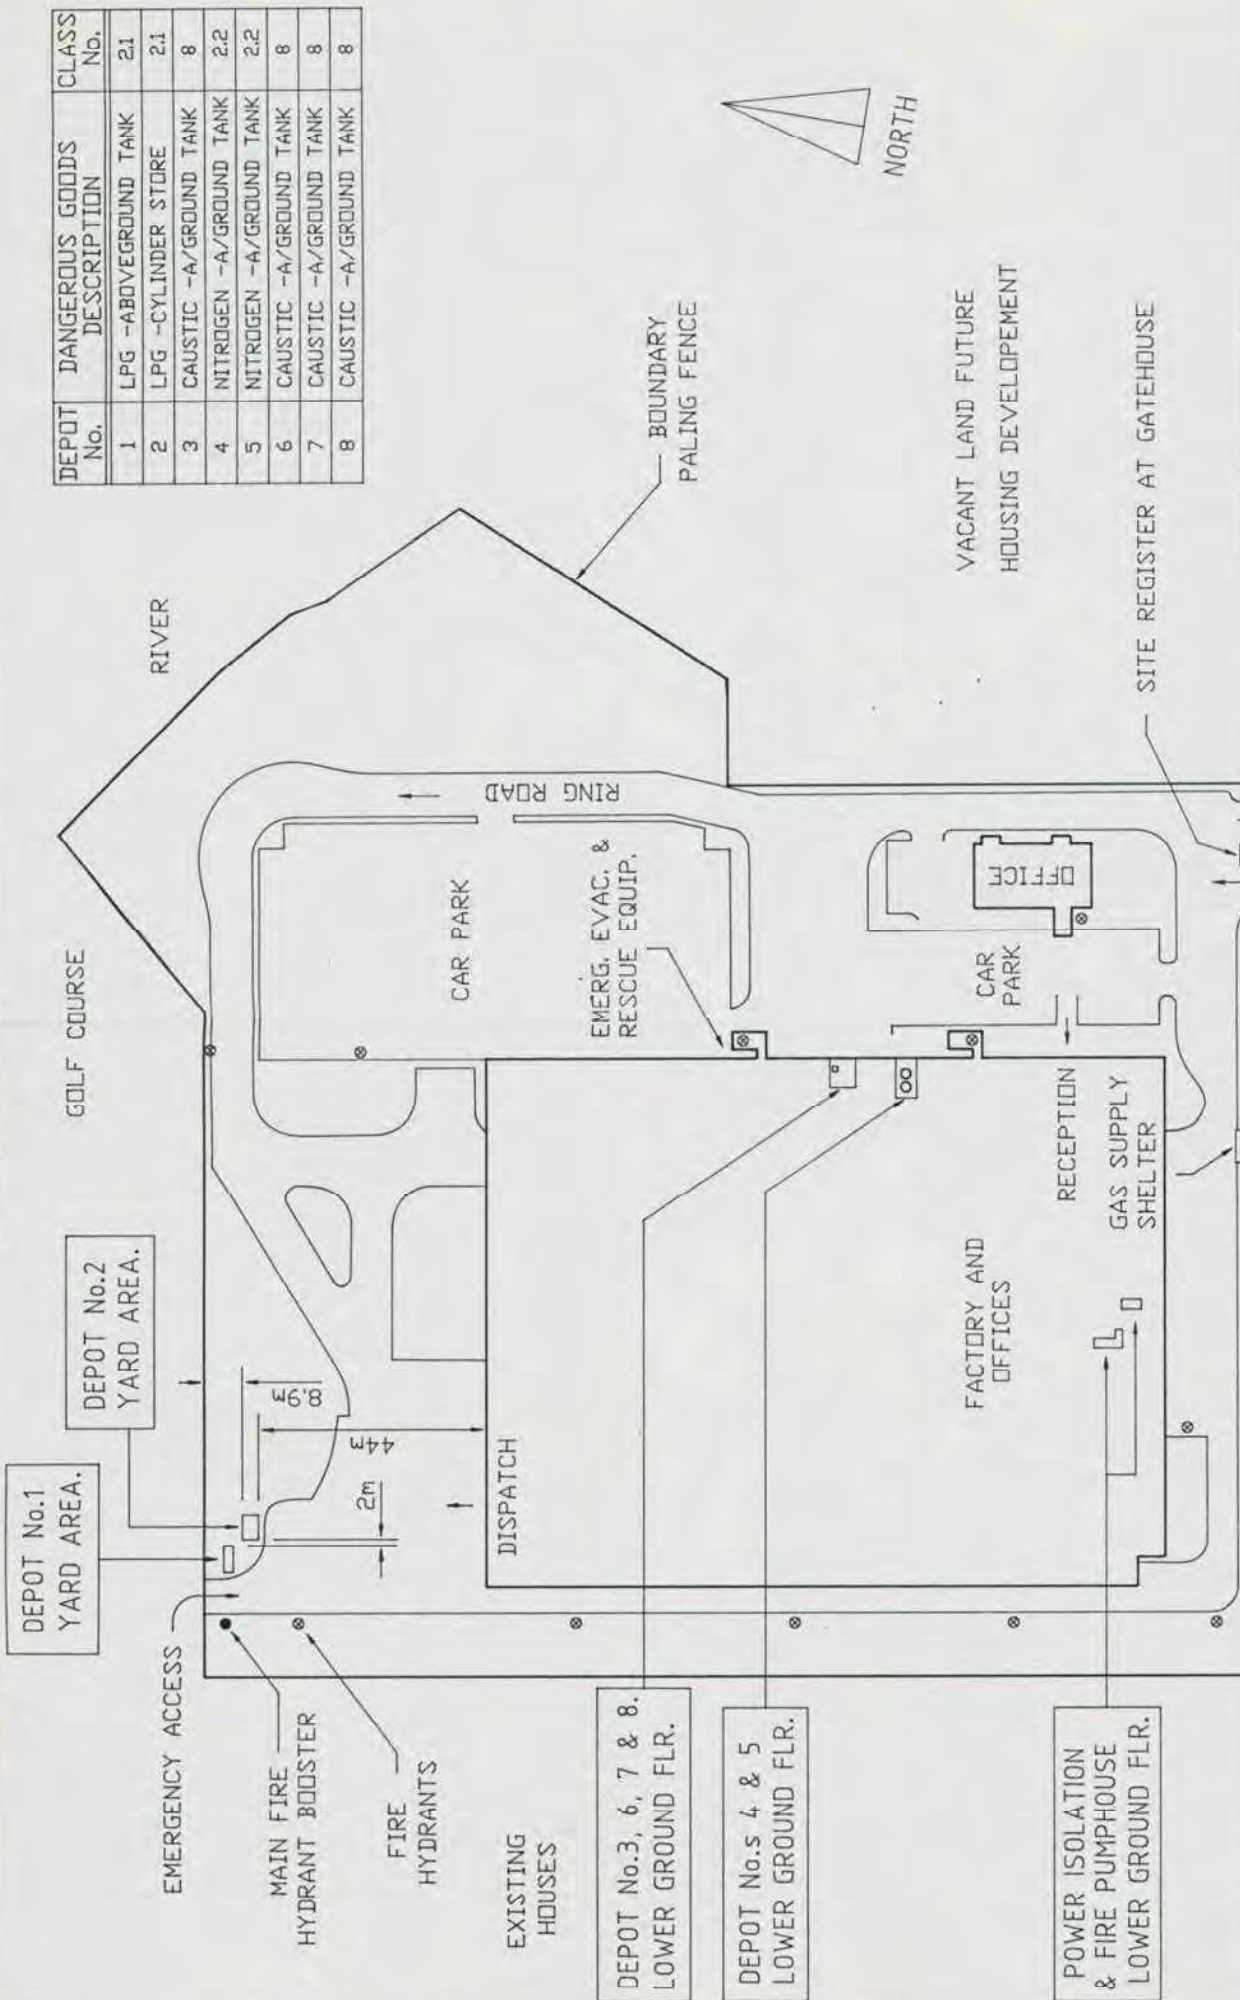 DEPOT No. DANGEROUS GOODS DESCRIPTION CLASS No.
1 LPG -ABOVEGROUND TANK 2.1
2 LPG -CYLINDER STORE 2.1
3 CAUSTIC -A/GROUND TANK 8
4 NITROGEN -A/GROUND TANK 2.2
5 NITROGEN -A/GROUND TANK 2.2
6 CAUSTIC -A/GROUND TANK 8
7 CAUSTIC -A/GROUND TANK 8
8 CAUSTIC -A/GROUND TANK 8
DEPOT No.1
YARD AREA.
DEPOT No.2
YARD AREA.
GOLF COURSE
RIVER
EMERGENCY ACCESS
MAIN FIRE
HYDRANT BOOSTER
FIRE
HYDRANTS
8.9m
44m
2m
DISPATCH
CAR PARK
RING ROAD
BOUNDARY
PALING FENCE
NORTH
EXISTING
HOUSES
EMERG. EVAC. &
RESCUE EQUIP.
DEPOT No.3, 6, 7 & 8.
LOWER GROUND FLR.
DEPOT No.s 4 & 5
LOWER GROUND FLR.
FACTORY AND
OFFICES
CAR
PARK
OFFICE
VACANT LAND FUTURE
HOUSING DEVELOPEMENT
RECEPTION
GAS SUPPLY
SHELTER
SITE REGISTER AT GATEHOUSE
POWER ISOLATION
& FIRE PUMPHOUSE
LOWER GROUND FLR.